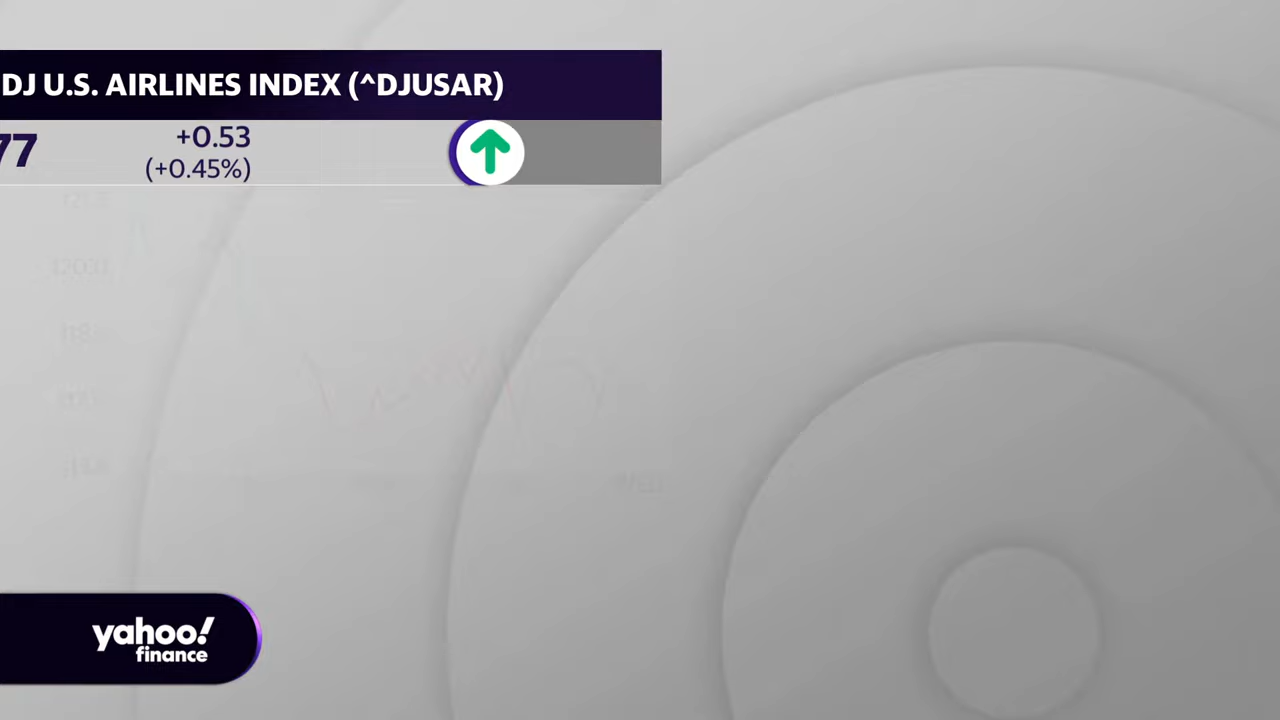 DJ U.S. AIRLINES INDEX (^DJUSAR)
77
+0.53
(+0.45%)
yahoo!
finance